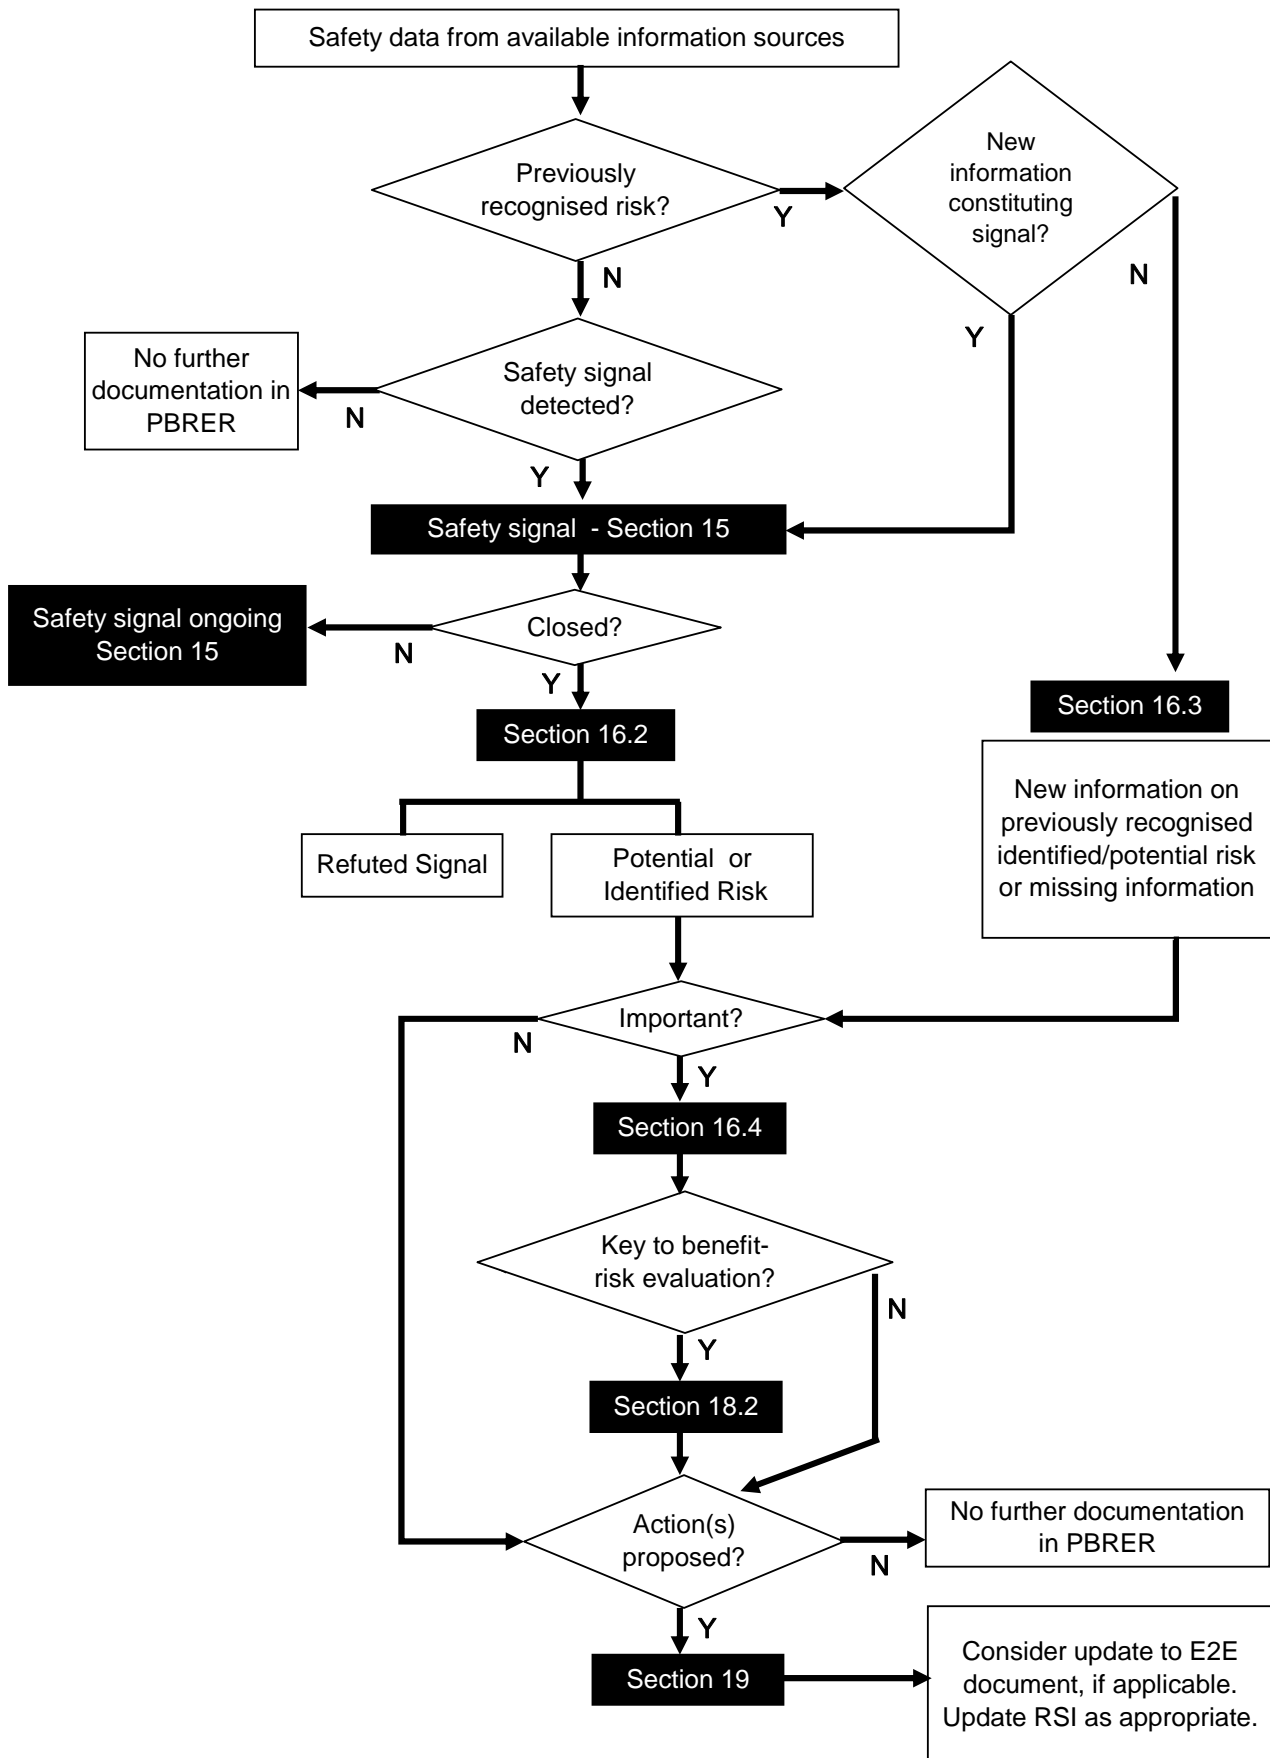 Safety data from available information sources
Previously
recognised risk?
Y
New
information
constituting
signal?
N
N
Y
Safety signal
detected?
No further
documentation in
PBRER
N
Y
Safety signal - Section 15
Closed?
Safety signal ongoing
Section 15
N
Y
Section 16.2
Section 16.3
Refuted Signal
Potential or
Identified Risk
New information on
previously recognised
identified/potential risk
or missing information
Important?
N
Y
Section 16.4
Key to benefit-
risk evaluation?
N
Y
Section 18.2
Action(s)
proposed?
N
No further documentation
in PBRER
Y
Section 19
Consider update to E2E
document, if applicable.
Update RSI as appropriate.